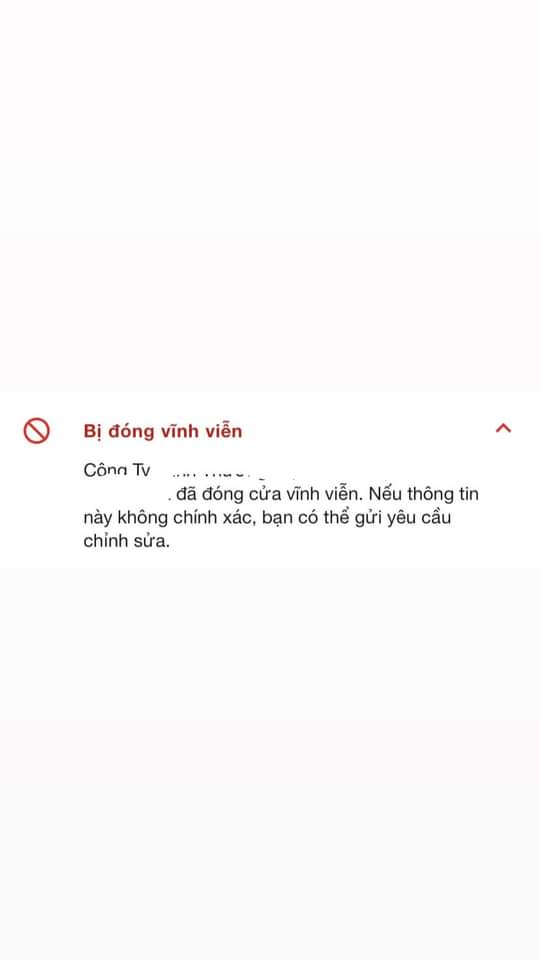 Bị đóng vĩnh viễn
Công Ty
. đã đóng cửa vĩnh viễn. Nếu thông tin
này không chính xác, bạn có thể gửi yêu cầu
chỉnh sửa.